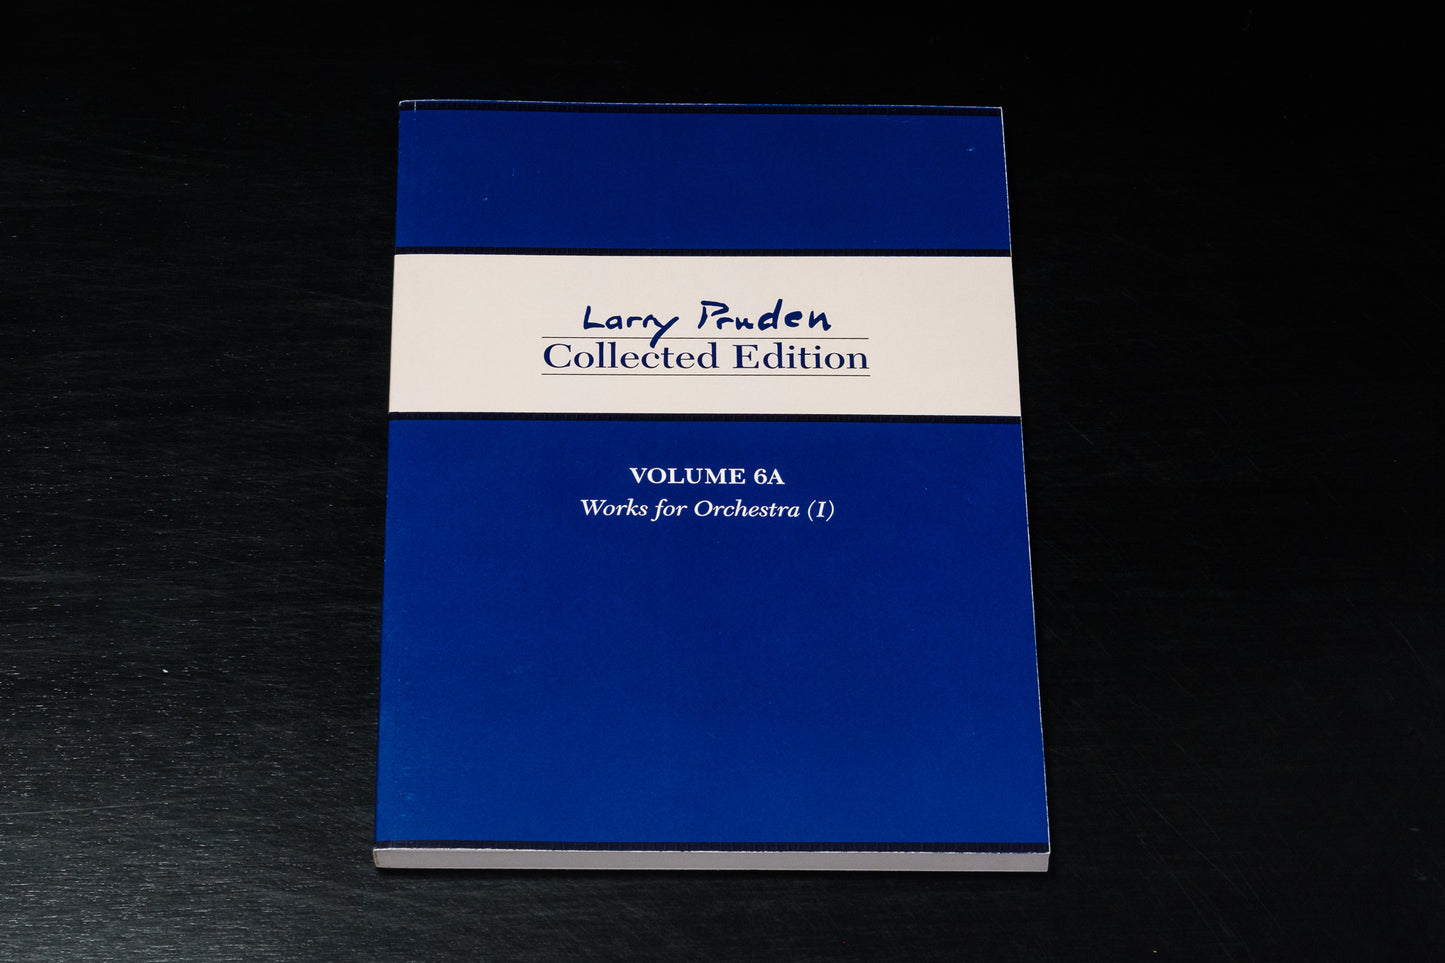 Larry Pruden
Collected Edition
VOLUME 6A
Works for Orchestra (I)